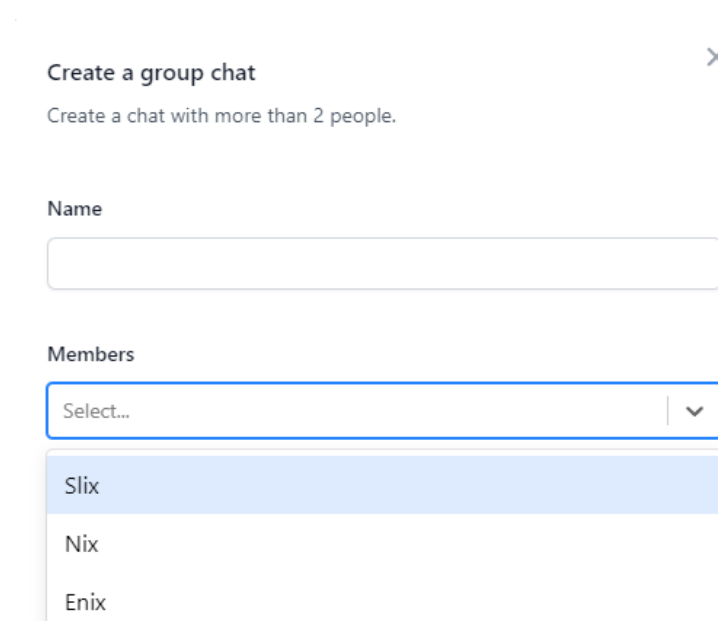 Create a group chat
Create a chat with more than 2 people.
Name
Members
Select...
Slix
Nix
Enix